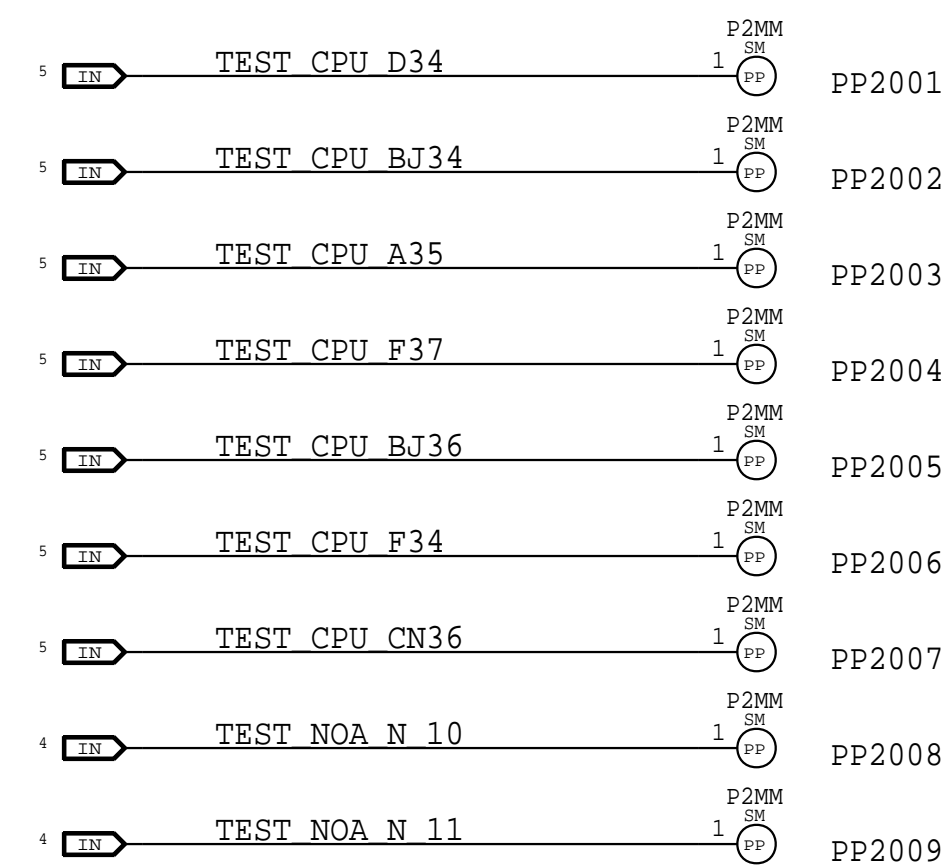 P2MM
SM
5 IN TEST_CPU_D34 1 PP PP2001
P2MM
SM
5 IN TEST_CPU_BJ34 1 PP PP2002
P2MM
SM
5 IN TEST_CPU_A35 1 PP PP2003
P2MM
SM
5 IN TEST_CPU_F37 1 PP PP2004
P2MM
SM
5 IN TEST_CPU_BJ36 1 PP PP2005
P2MM
SM
5 IN TEST_CPU_F34 1 PP PP2006
P2MM
SM
5 IN TEST_CPU_CN36 1 PP PP2007
P2MM
SM
4 IN TEST_NOA_N_10 1 PP PP2008
P2MM
SM
4 IN TEST_NOA_N_11 1 PP PP2009